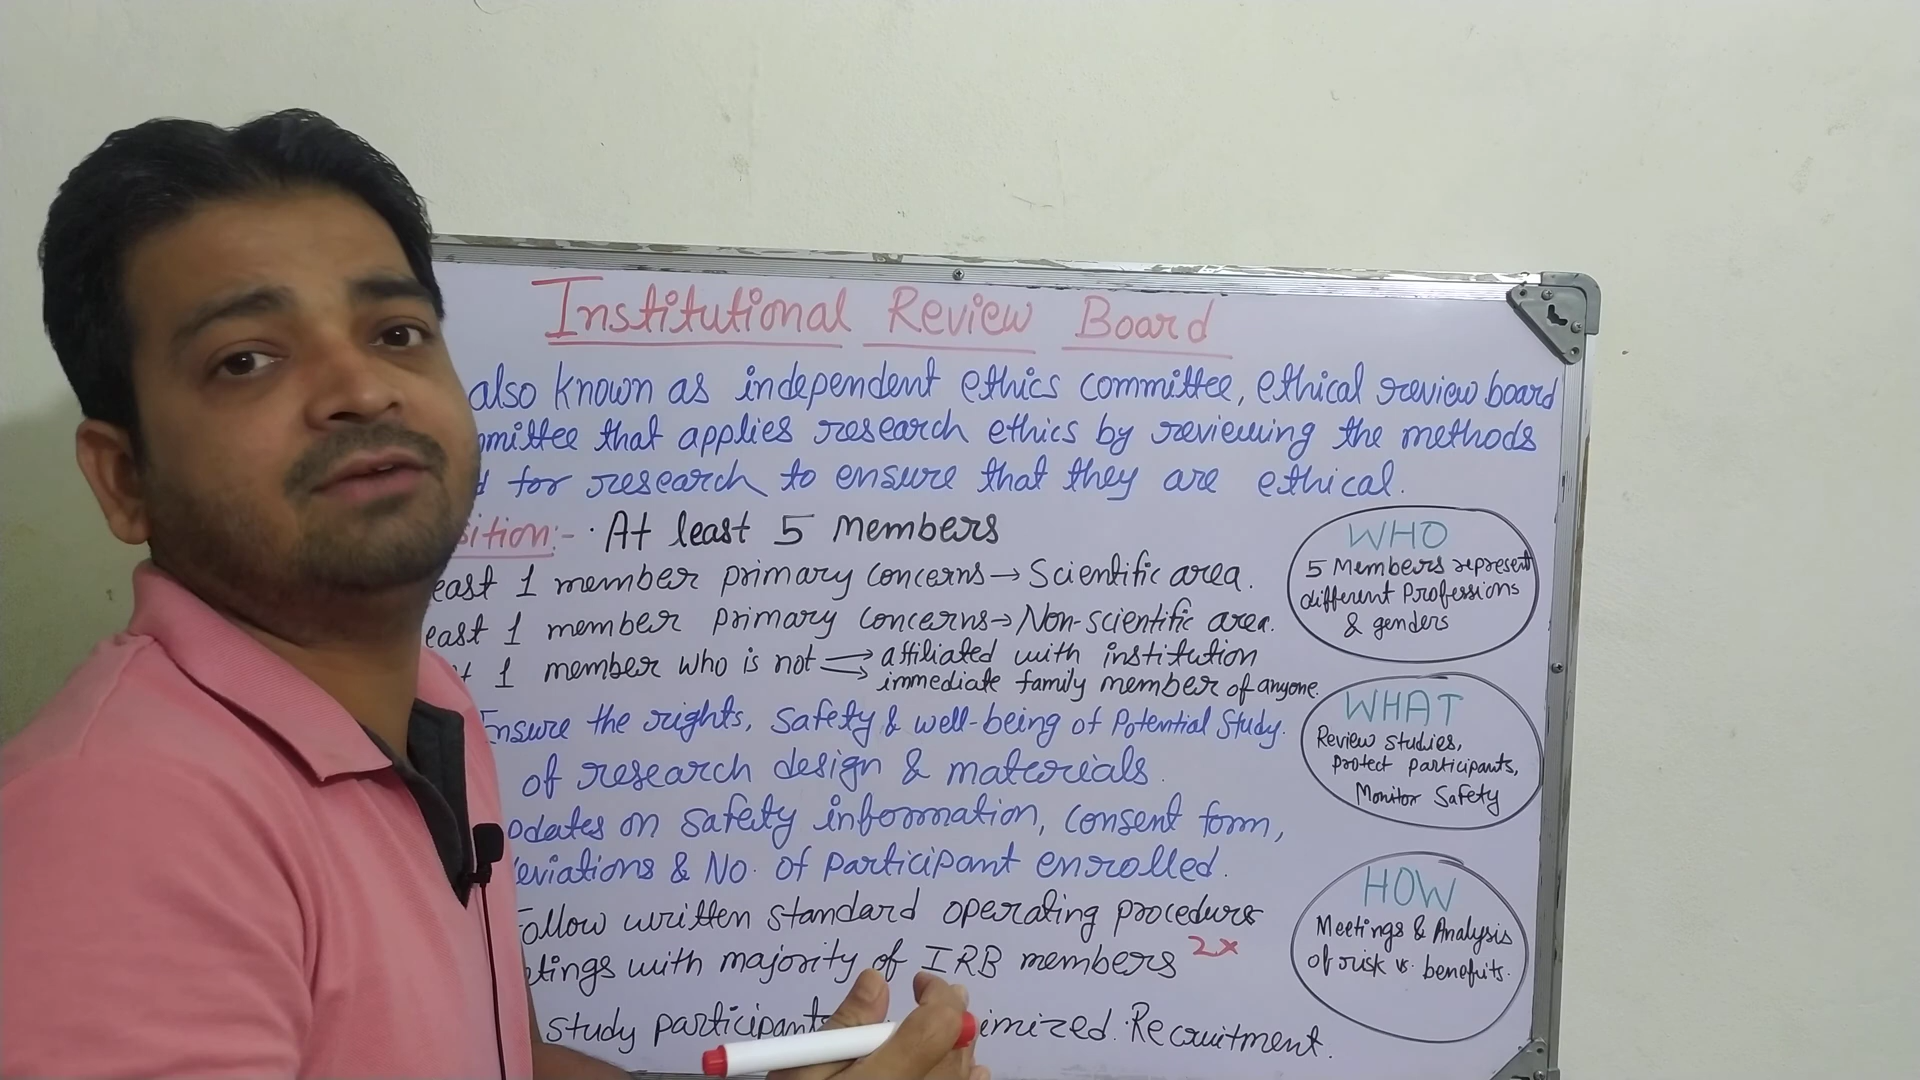 Institutional Review Board
also known as independent ethics committee, ethical review board
mmittee that applies research ethics by reviewing the methods
d for research to ensure that they are ethical.
sition:- · At least 5 Members
east 1 member primary concerns → Scientific area.
east 1 member primary concerns → Non-scientific area.
t 1 member who is not → affiliated with institution
→ immediate family member of anyone.
Ensure the rights, safety & well-being of Potential Study.
of research design & materials.
pdates on safety information, consent form,
eviations & No. of participant enrolled.
Follow written standard operating procedures
etings with majority of IRB members 2x
study participants imized. Recruitment.
WHO
5 Members represent
different Professions
& genders
WHAT
Review studies,
protect participants,
Monitor Safety
HOW
Meetings & Analysis
of risk vs. benefits.